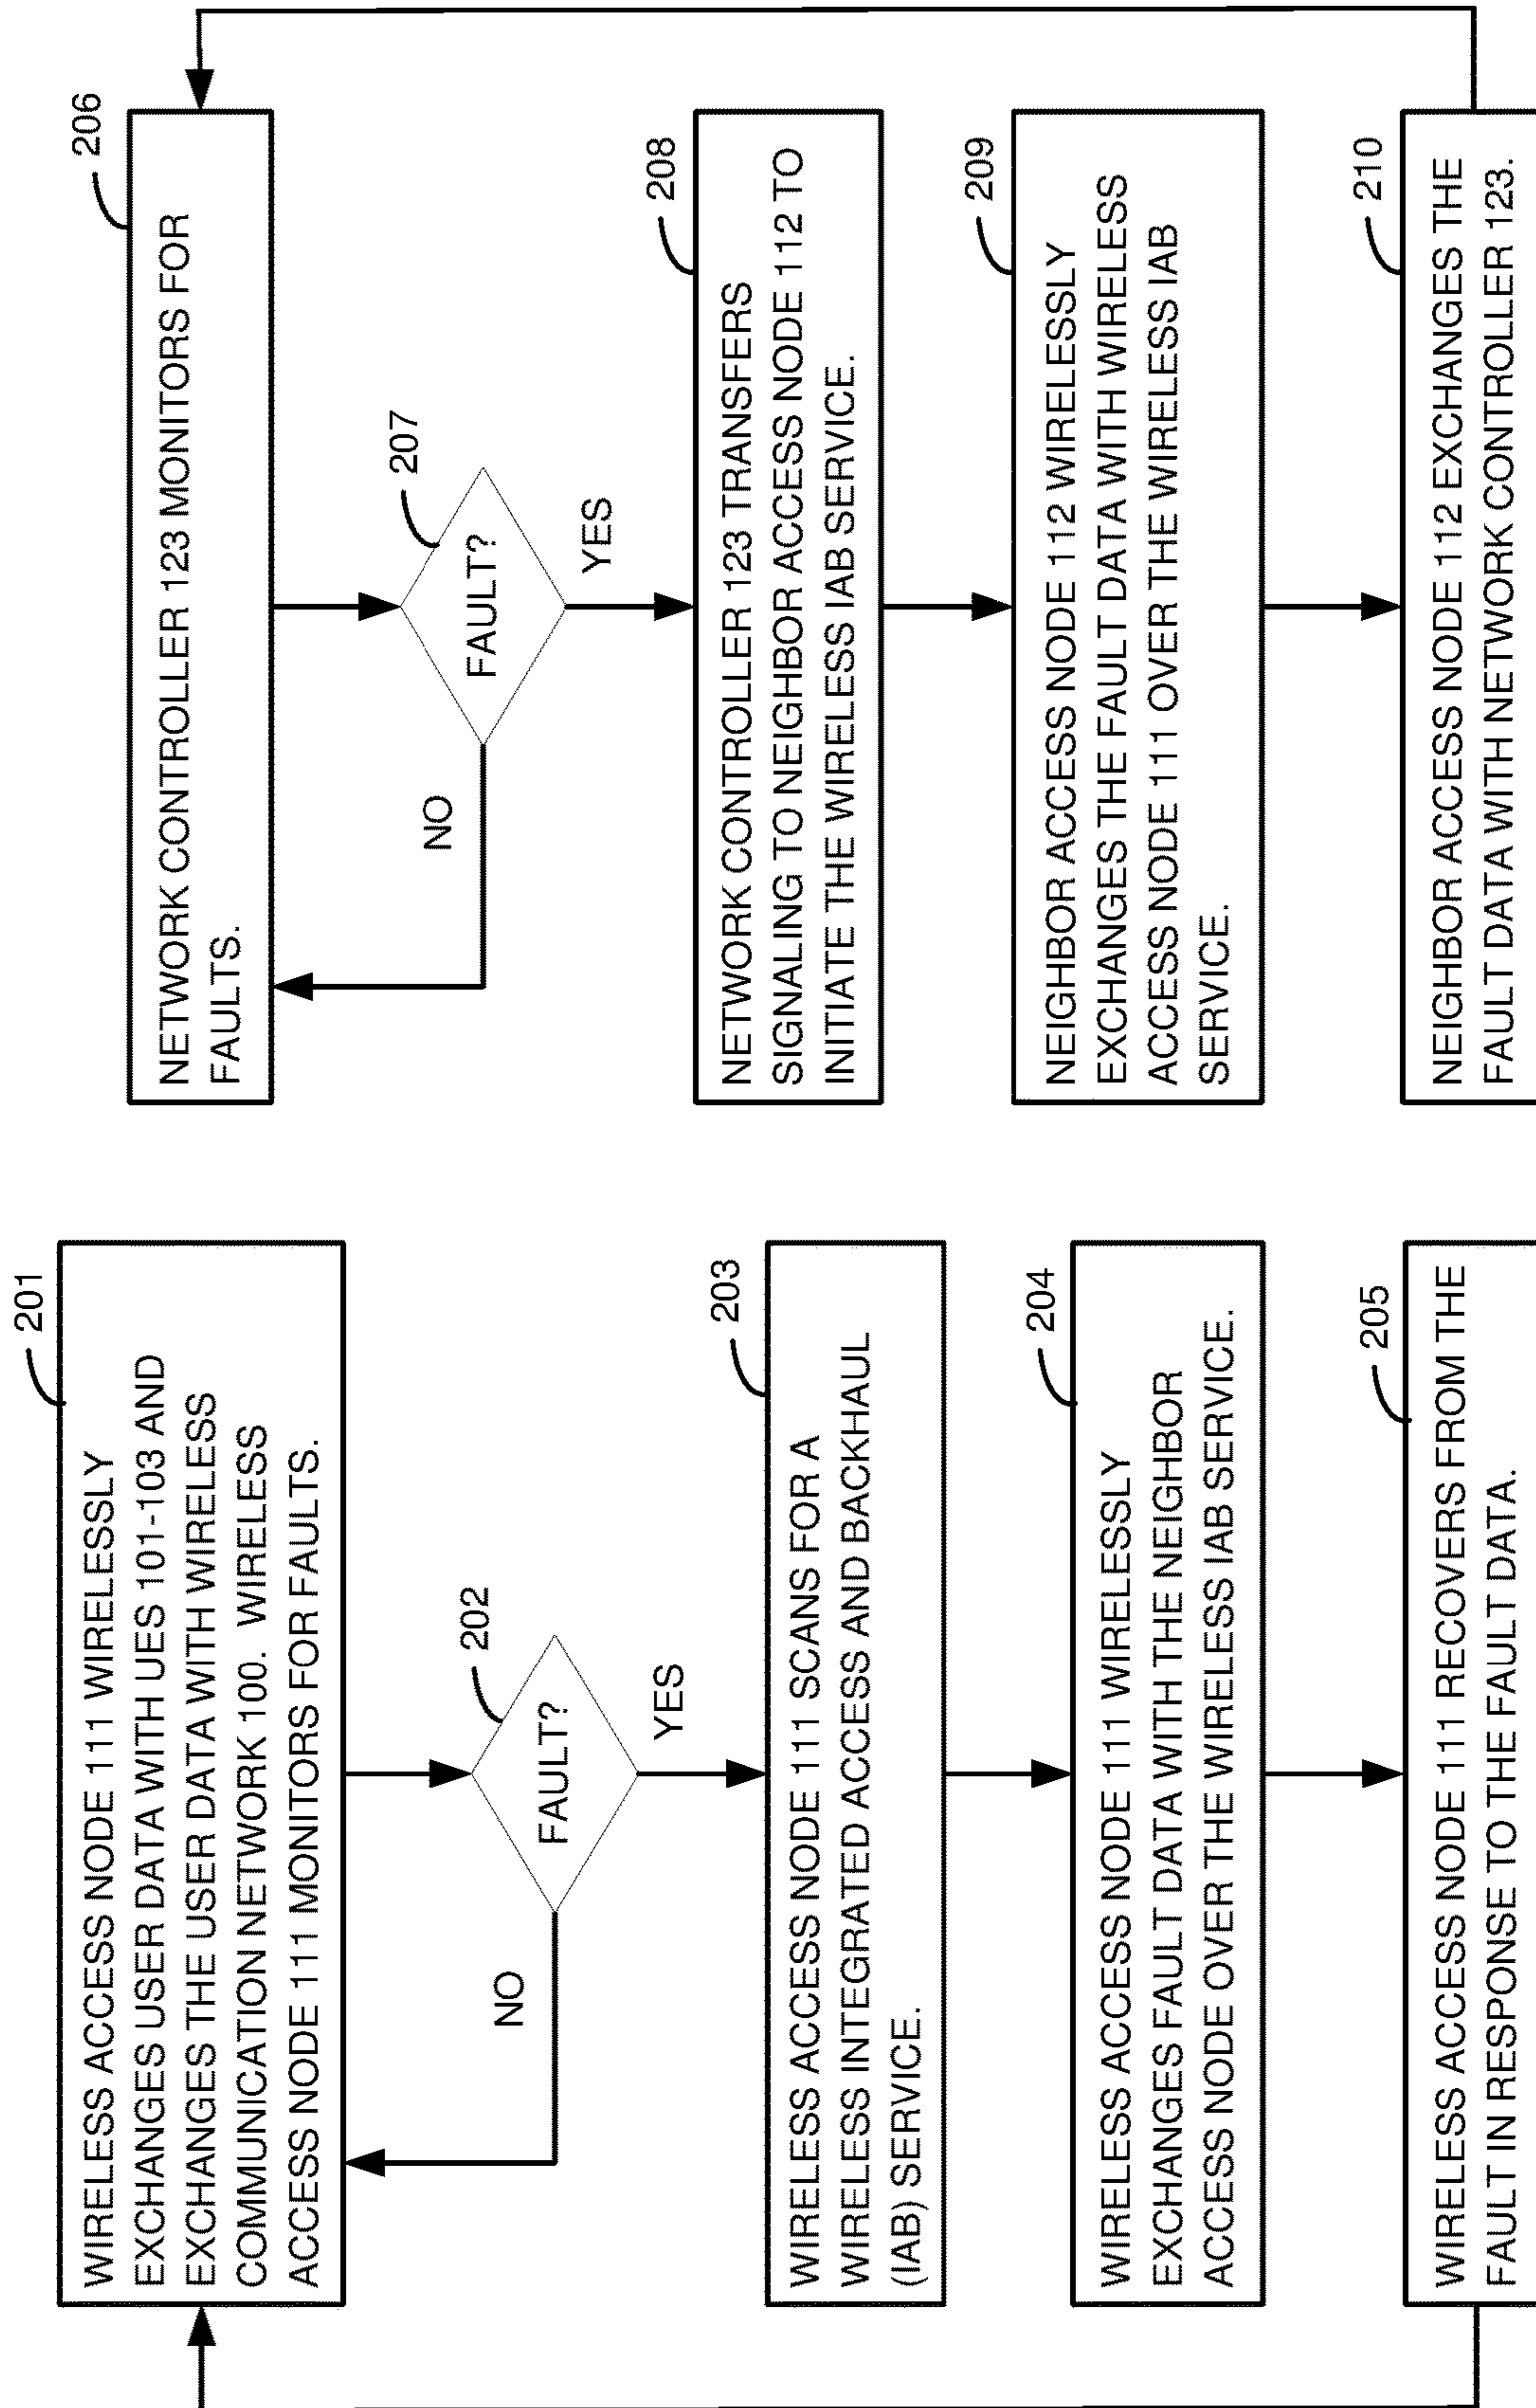 201
WIRELESS ACCESS NODE 111 WIRELESSLY
EXCHANGES USER DATA WITH UES 101-103 AND
EXCHANGES THE USER DATA WITH WIRELESS
COMMUNICATION NETWORK 100. WIRELESS
ACCESS NODE 111 MONITORS FOR FAULTS.
202
FAULT?
NO
YES
203
WIRELESS ACCESS NODE 111 SCANS FOR A
WIRELESS INTEGRATED ACCESS AND BACKHAUL
(IAB) SERVICE.
204
WIRELESS ACCESS NODE 111 WIRELESSLY
EXCHANGES FAULT DATA WITH THE NEIGHBOR
ACCESS NODE OVER THE WIRELESS IAB SERVICE.
205
WIRELESS ACCESS NODE 111 RECOVERS FROM THE
FAULT IN RESPONSE TO THE FAULT DATA.
206
NETWORK CONTROLLER 123 MONITORS FOR
FAULTS.
207
FAULT?
NO
YES
208
NETWORK CONTROLLER 123 TRANSFERS
SIGNALING TO NEIGHBOR ACCESS NODE 112 TO
INITIATE THE WIRELESS IAB SERVICE.
209
NEIGHBOR ACCESS NODE 112 WIRELESSLY
EXCHANGES THE FAULT DATA WITH WIRELESS
ACCESS NODE 111 OVER THE WIRELESS IAB
SERVICE.
210
NEIGHBOR ACCESS NODE 112 EXCHANGES THE
FAULT DATA WITH NETWORK CONTROLLER 123.